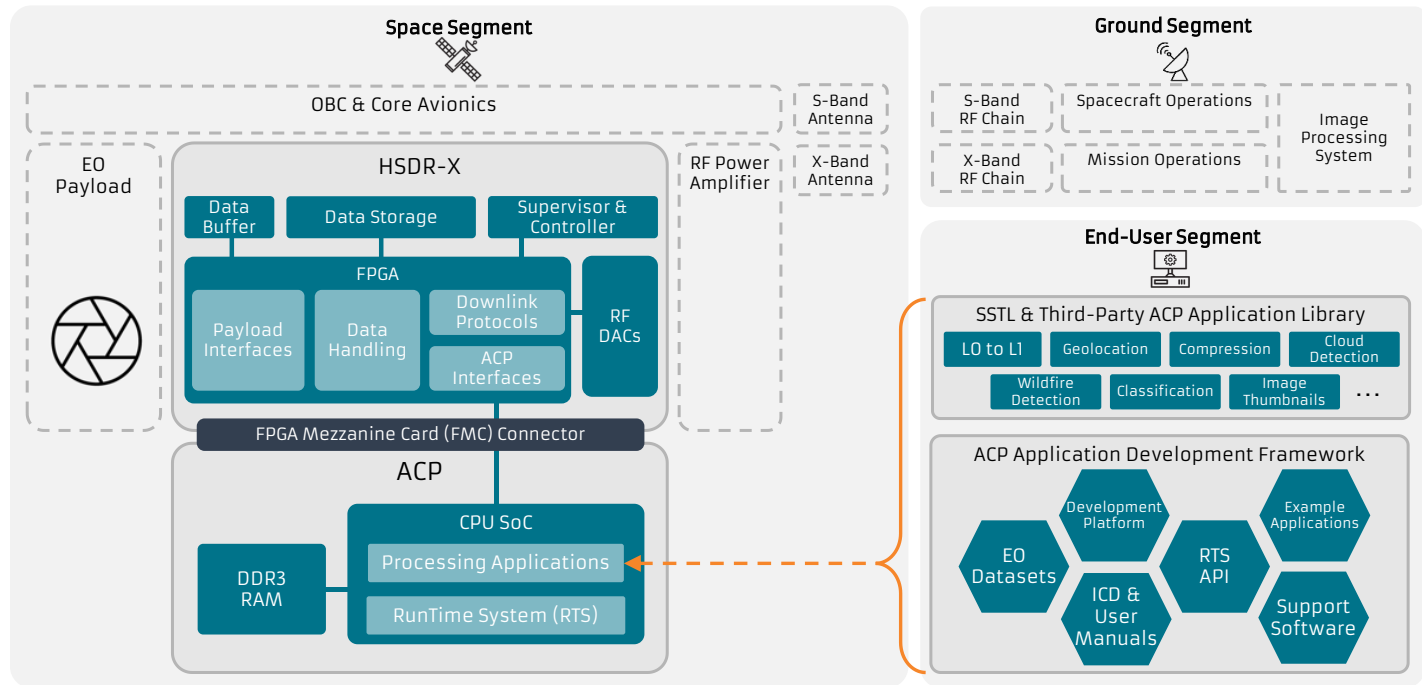 Space Segment
OBC & Core Avionics
S-Band
Antenna
X-Band
Antenna
EO
Payload
HSDR-X
RF Power
Amplifier
Data
Buffer
Data Storage
Supervisor &
Controller
FPGA
Payload
Interfaces
Data
Handling
Downlink
Protocols
ACP
Interfaces
RF
DACs
FPGA Mezzanine Card (FMC) Connector
ACP
CPU SoC
Processing Applications
RunTime System (RTS)
DDR3
RAM
Ground Segment
S-Band
RF Chain
Spacecraft Operations
Image
Processing
System
X-Band
RF Chain
Mission Operations
End-User Segment
SSTL & Third-Party ACP Application Library
L0 to L1
Geolocation
Compression
Cloud
Detection
Wildfire
Detection
Classification
Image
Thumbnails
...
ACP Application Development Framework
Development
Platform
Example
Applications
EO
Datasets
RTS
API
ICD &
User
Manuals
Support
Software